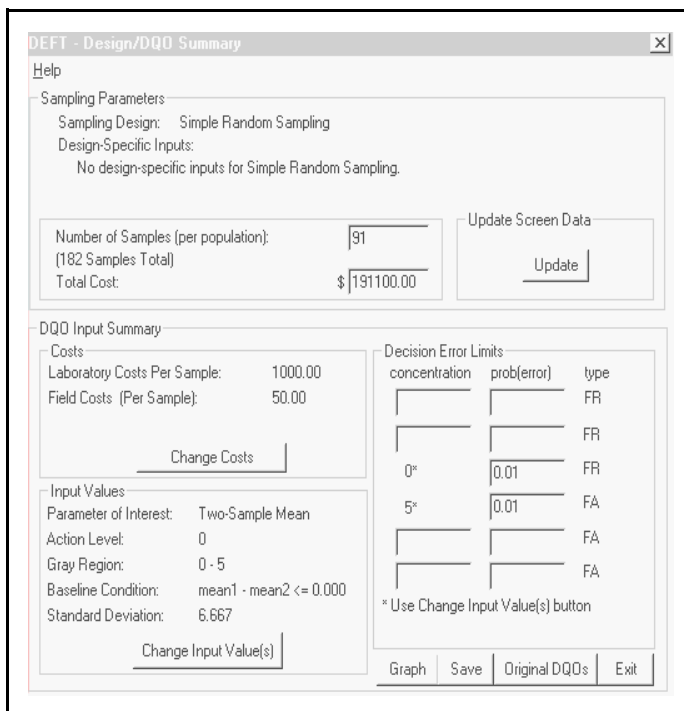 DEFT - Design/DQO Summary
Help
Sampling Parameters
Sampling Design: Simple Random Sampling
Design-Specific Inputs:
No design-specific inputs for Simple Random Sampling.
Number of Samples (per population): 91
(182 Samples Total)
Total Cost: $ 191100.00
Update Screen Data
Update
DQO Input Summary
Costs
Laboratory Costs Per Sample: 1000.00
Field Costs (Per Sample): 50.00
Change Costs
Input Values
Parameter of Interest: Two-Sample Mean
Action Level: 0
Gray Region: 0 - 5
Baseline Condition: mean1 - mean2 <= 0.000
Standard Deviation: 6.667
Change Input Value(s)
Decision Error Limits
concentration prob(error) type
FR
FR
0* 0.01 FR
5* 0.01 FA
FA
FA
* Use Change Input Value(s) button
Graph Save Original DQOs Exit